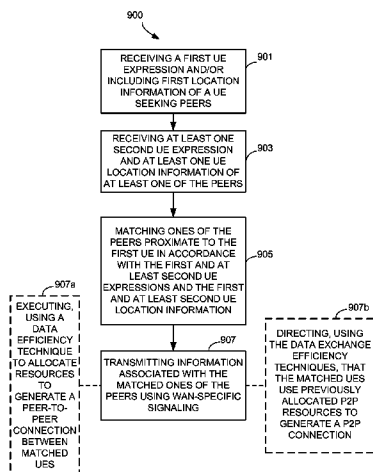 900
RECEIVING A FIRST UE
EXPRESSION AND/OR
INCLUDING FIRST LOCATION
INFORMATION OF A UE
SEEKING PEERS
901
RECEIVING AT LEAST ONE
SECOND UE EXPRESSION
AND AT LEAST ONE UE
LOCATION INFORMATION OF
AT LEAST ONE OF THE PEERS
903
MATCHING ONES OF THE
PEERS PROXIMATE TO THE
FIRST UE IN ACCORDANCE
WITH THE FIRST AND AT
LEAST SECOND UE
EXPRESSIONS AND THE FIRST
AND AT LEAST SECOND UE
LOCATION INFORMATION
905
907
TRANSMITTING INFORMATION
ASSOCIATED WITH THE
MATCHED ONES OF THE
PEERS USING WAN-SPECIFIC
SIGNALING
907a
EXECUTING,
USING A
DATA
EFFICIENCY
TECHNIQUE
TO ALLOCATE
RESOURCES
TO
GENERATE A
PEER-TO-
PEER
CONNECTION
BETWEEN
MATCHED
UES
907b
DIRECTING, USING
THE DATA EXCHANGE
EFFICIENCY
TECHNIQUES, THAT
THE MATCHED UES
USE PREVIOUSLY
ALLOCATED P2P
RESOURCES TO
GENERATE A P2P
CONNECTION